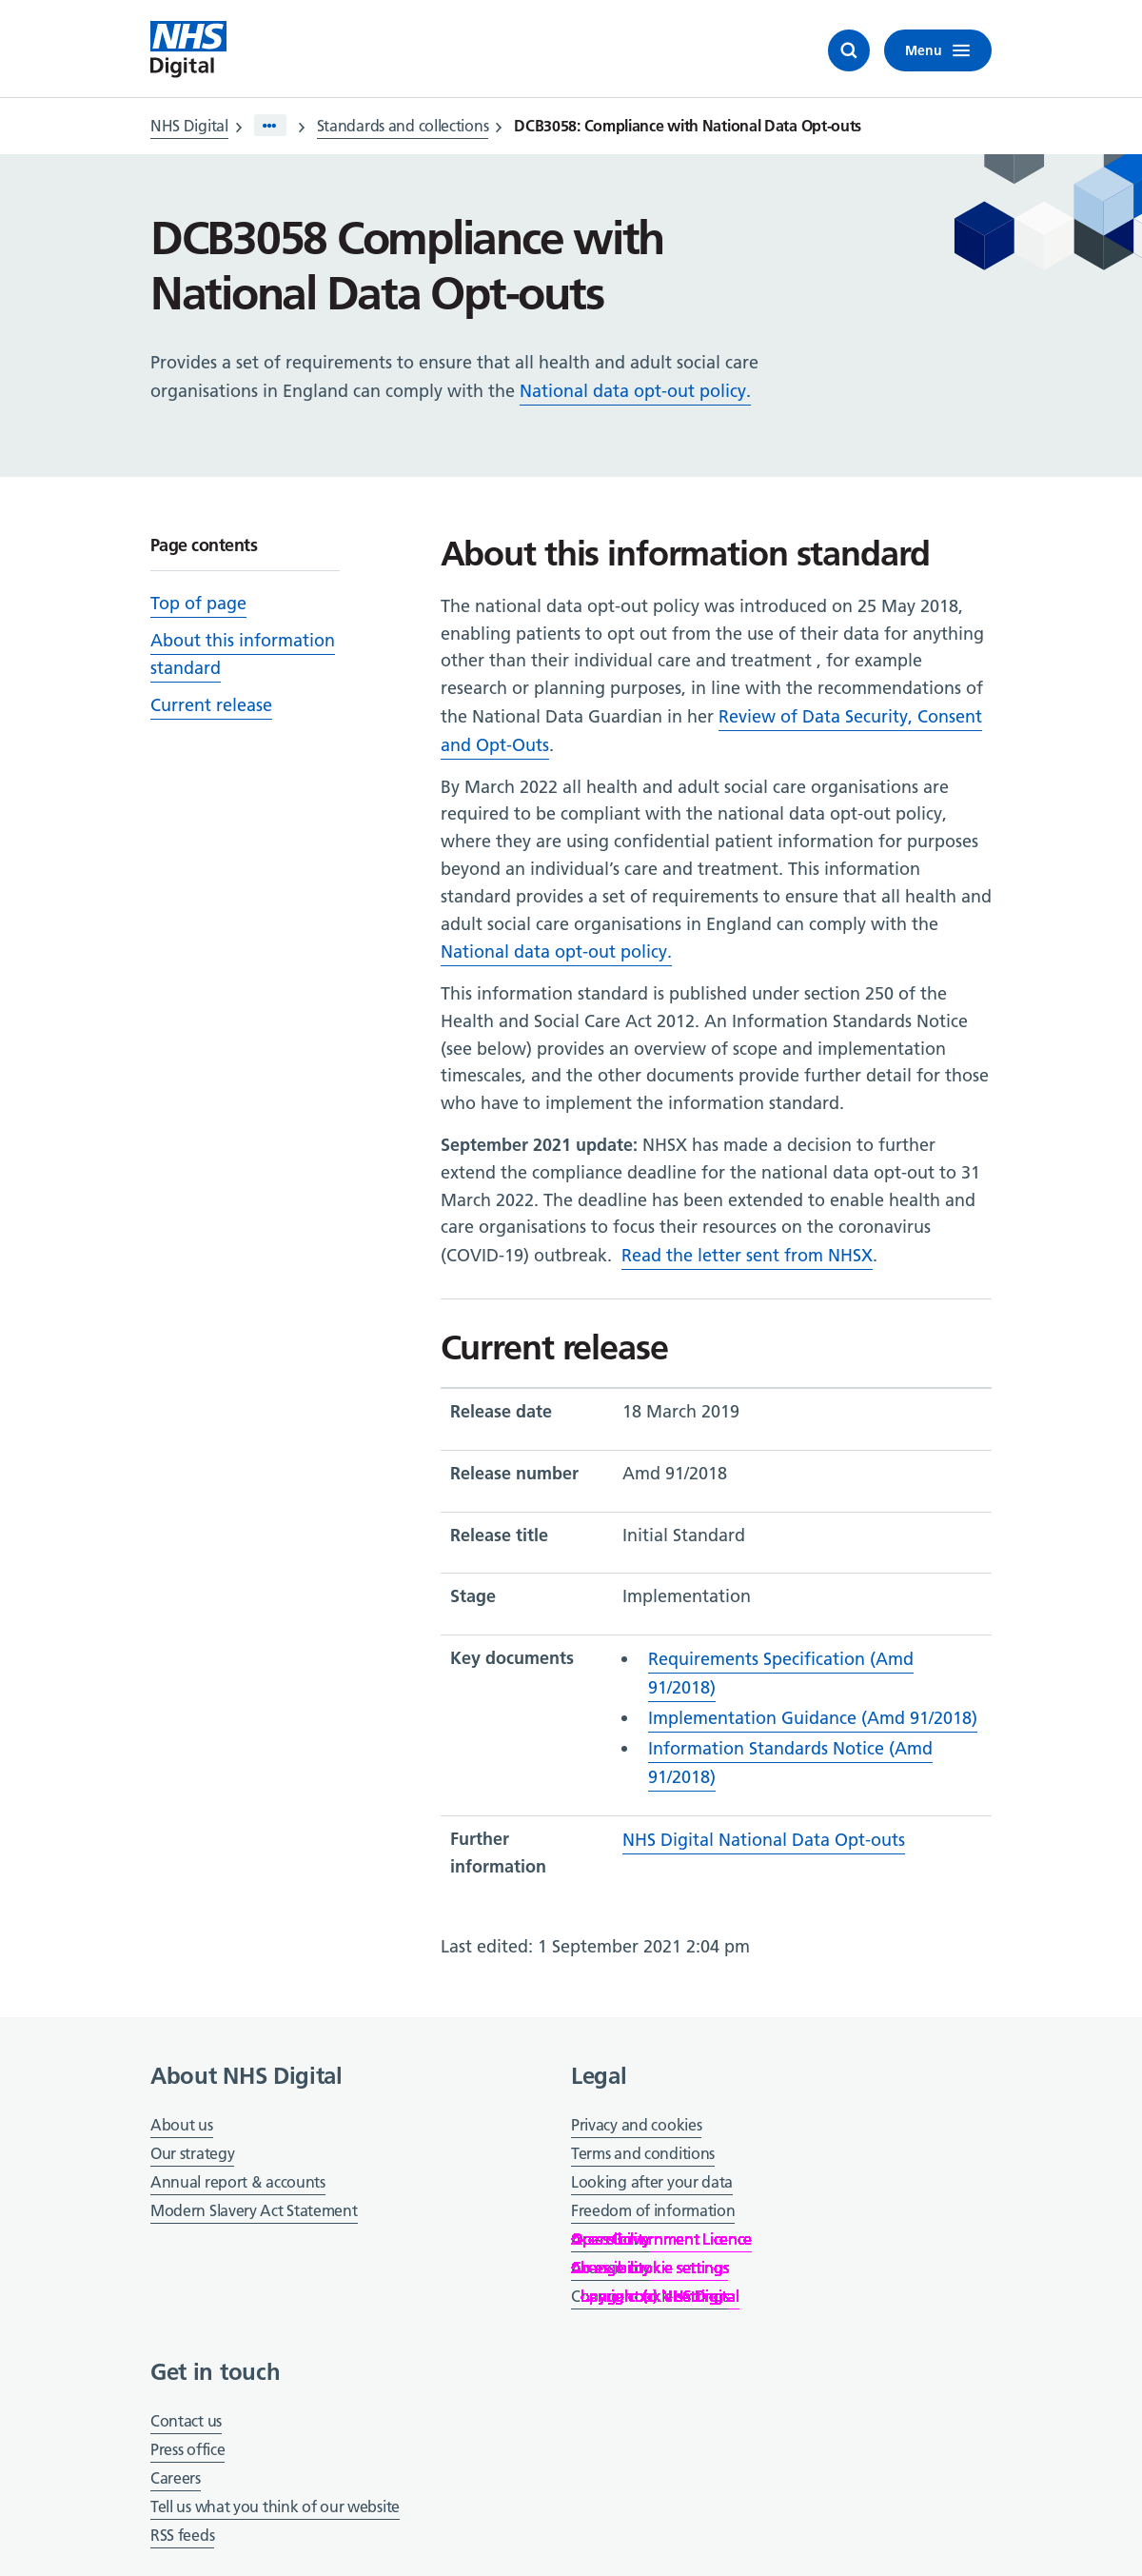 NHS
Digital
Menu
NHS Digital
Standards and collections
DCB3058: Compliance with National Data Opt-outs
DCB3058 Compliance with
National Data Opt-outs
Provides a set of requirements to ensure that all health and adult social care
organisations in England can comply with the National data opt-out policy.
Page contents
Top of page
About this information
standard
Current release
About this information standard
The national data opt-out policy was introduced on 25 May 2018,
enabling patients to opt out from the use of their data for anything
other than their individual care and treatment , for example
research or planning purposes, in line with the recommendations of
the National Data Guardian in her Review of Data Security, Consent
and Opt-Outs.
By March 2022 all health and adult social care organisations are
required to be compliant with the national data opt-out policy,
where they are using confidential patient information for purposes
beyond an individual’s care and treatment. This information
standard provides a set of requirements to ensure that all health and
adult social care organisations in England can comply with the
National data opt-out policy.
This information standard is published under section 250 of the
Health and Social Care Act 2012. An Information Standards Notice
(see below) provides an overview of scope and implementation
timescales, and the other documents provide further detail for those
who have to implement the information standard.
September 2021 update: NHSX has made a decision to further
extend the compliance deadline for the national data opt-out to 31
March 2022. The deadline has been extended to enable health and
care organisations to focus their resources on the coronavirus
(COVID-19) outbreak. Read the letter sent from NHSX.
Current release
Release date 18 March 2019
Release number Amd 91/2018
Release title Initial Standard
Stage Implementation
Key documents
Requirements Specification (Amd
91/2018)
Implementation Guidance (Amd 91/2018)
Information Standards Notice (Amd
91/2018)
Further
information
NHS Digital National Data Opt-outs
Last edited: 1 September 2021 2:04 pm
About NHS Digital
About us
Our strategy
Annual report & accounts
Modern Slavery Act Statement
Legal
Privacy and cookies
Terms and conditions
Looking after your data
Freedom of information
Licence
cookie settings
Get in touch
Contact us
Press office
Careers
Tell us what you think of our website
RSS feeds